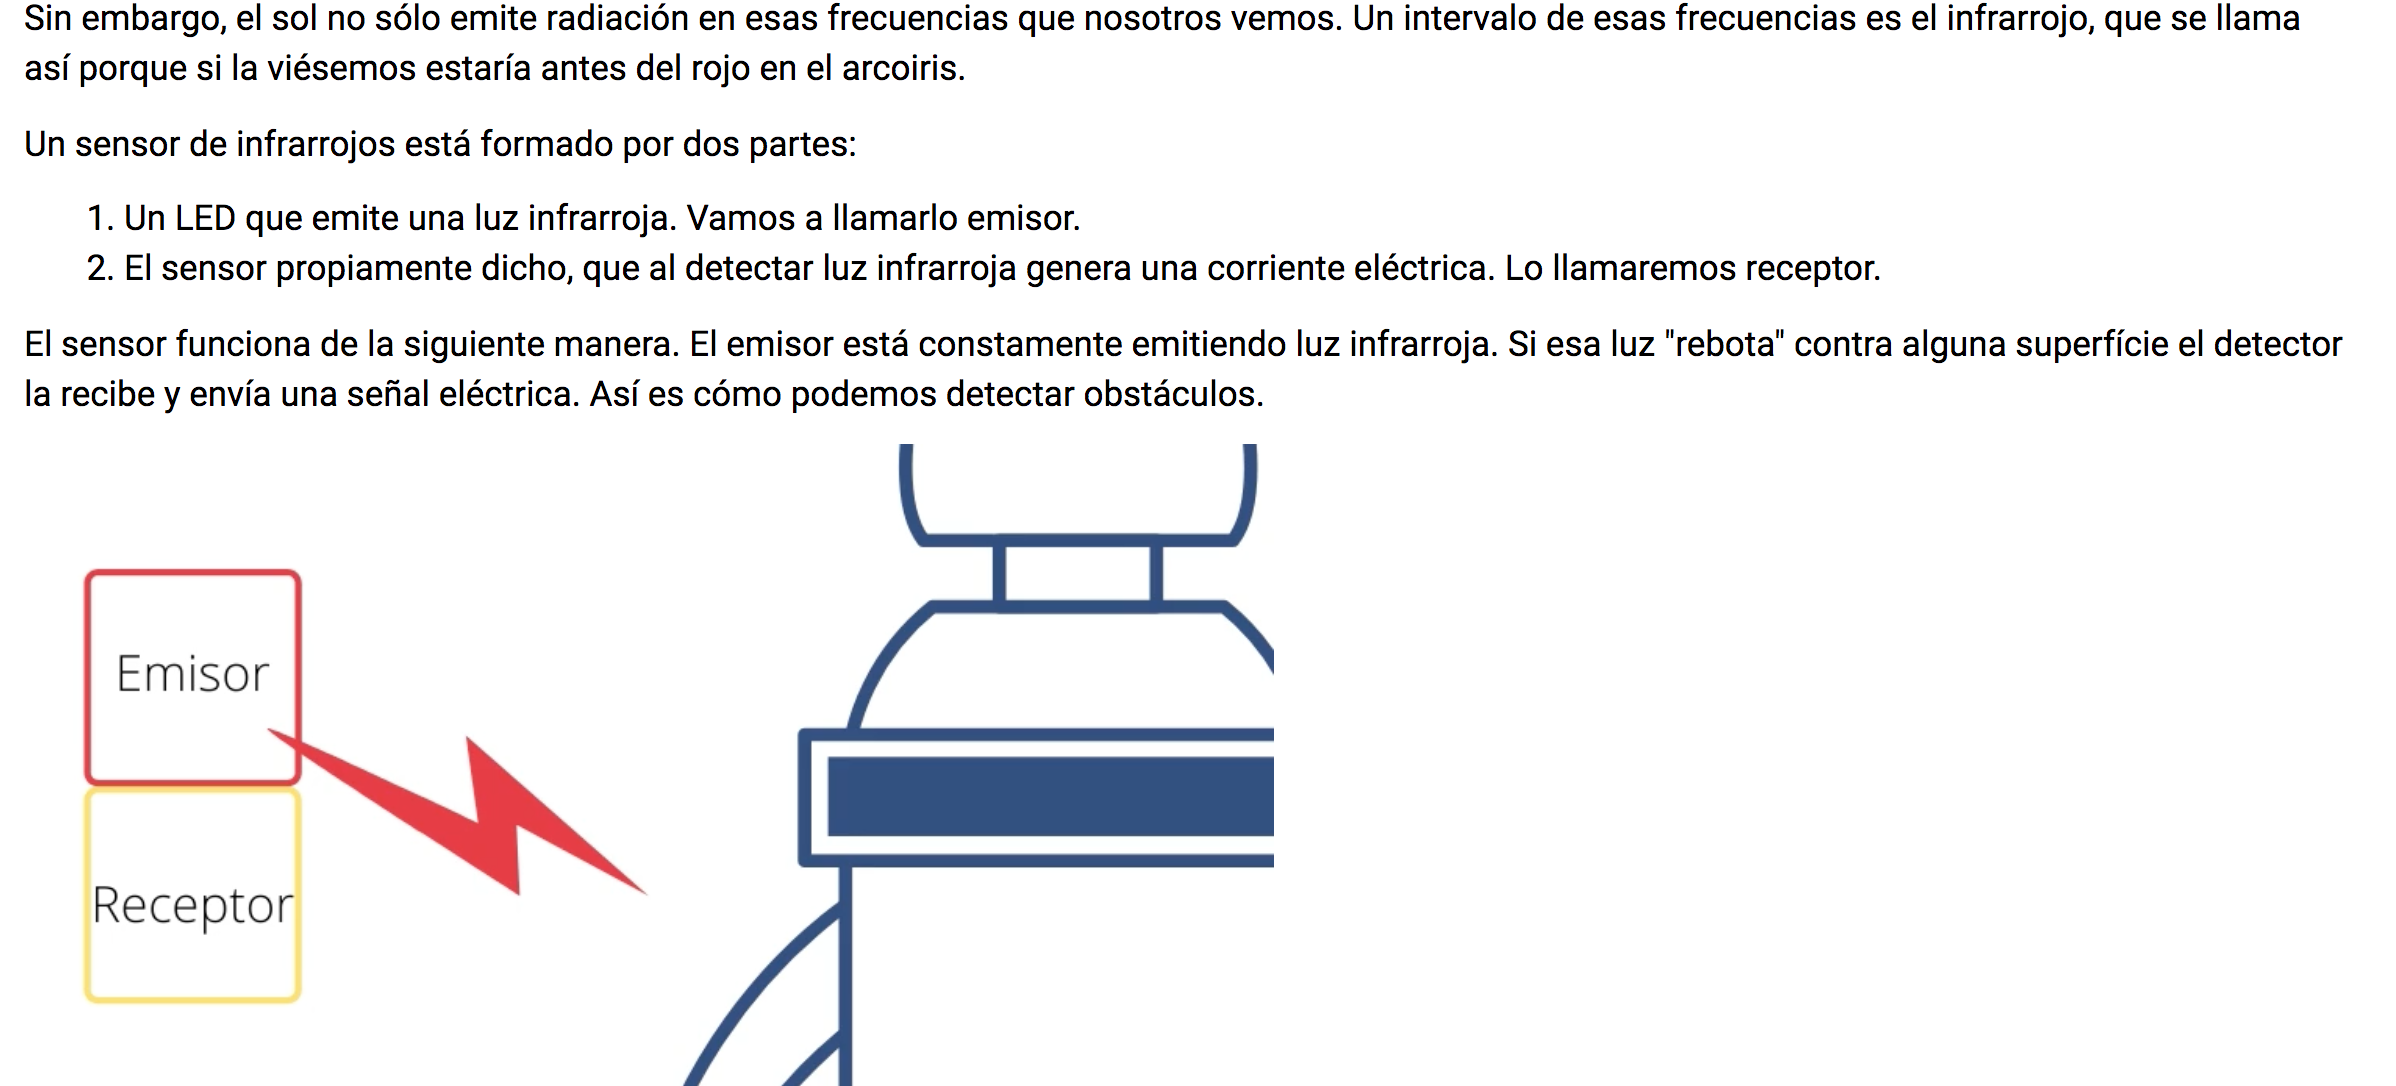 Sin embargo, el sol no sólo emite radiación en esas frecuencias que nosotros vemos. Un intervalo de esas frecuencias es el infrarrojo, que se llama
así porque si la viésemos estaría antes del rojo en el arcoiris.
Un sensor de infrarrojos está formado por dos partes:
1. Un LED que emite una luz infrarroja. Vamos a llamarlo emisor.
2. El sensor propiamente dicho, que al detectar luz infrarroja genera una corriente eléctrica. Lo llamaremos receptor.
El sensor funciona de la siguiente manera. El emisor está constamente emitiendo luz infrarroja. Si esa luz "rebota" contra alguna superfície el detector
la recibe y envía una señal eléctrica. Así es cómo podemos detectar obstáculos.
Emisor
Receptor